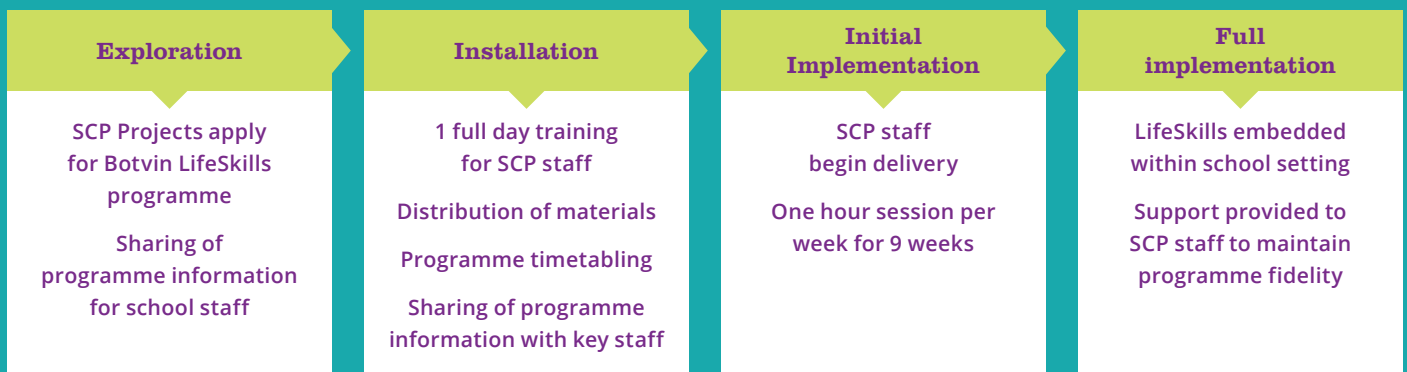 Exploration
SCP Projects apply
for Botvin LifeSkills
programme
Sharing of
programme information
for school staff
Installation
1 full day training
for SCP staff
Distribution of materials
Programme timetabling
Sharing of programme
information with key staff
Initial
Implementation
SCP staff
begin delivery
One hour session per
week for 9 weeks
Full
implementation
LifeSkills embedded
within school setting
Support provided to
SCP staff to maintain
programme fidelity